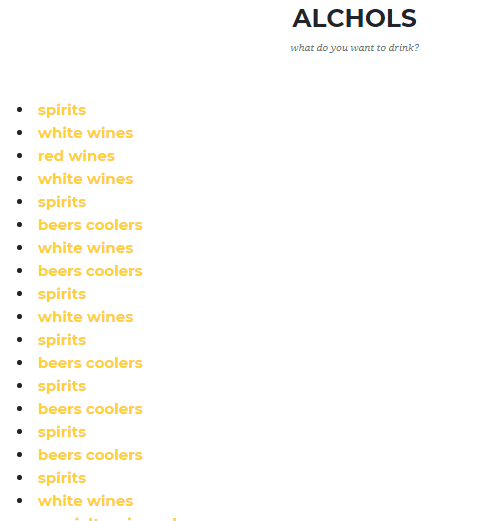 ALCHOLS
what do you want to drink?
spirits
white wines
red wines
white wines
spirits
beers coolers
white wines
beers coolers
spirits
white wines
spirits
beers coolers
spirits
beers coolers
spirits
beers coolers
spirits
white wines